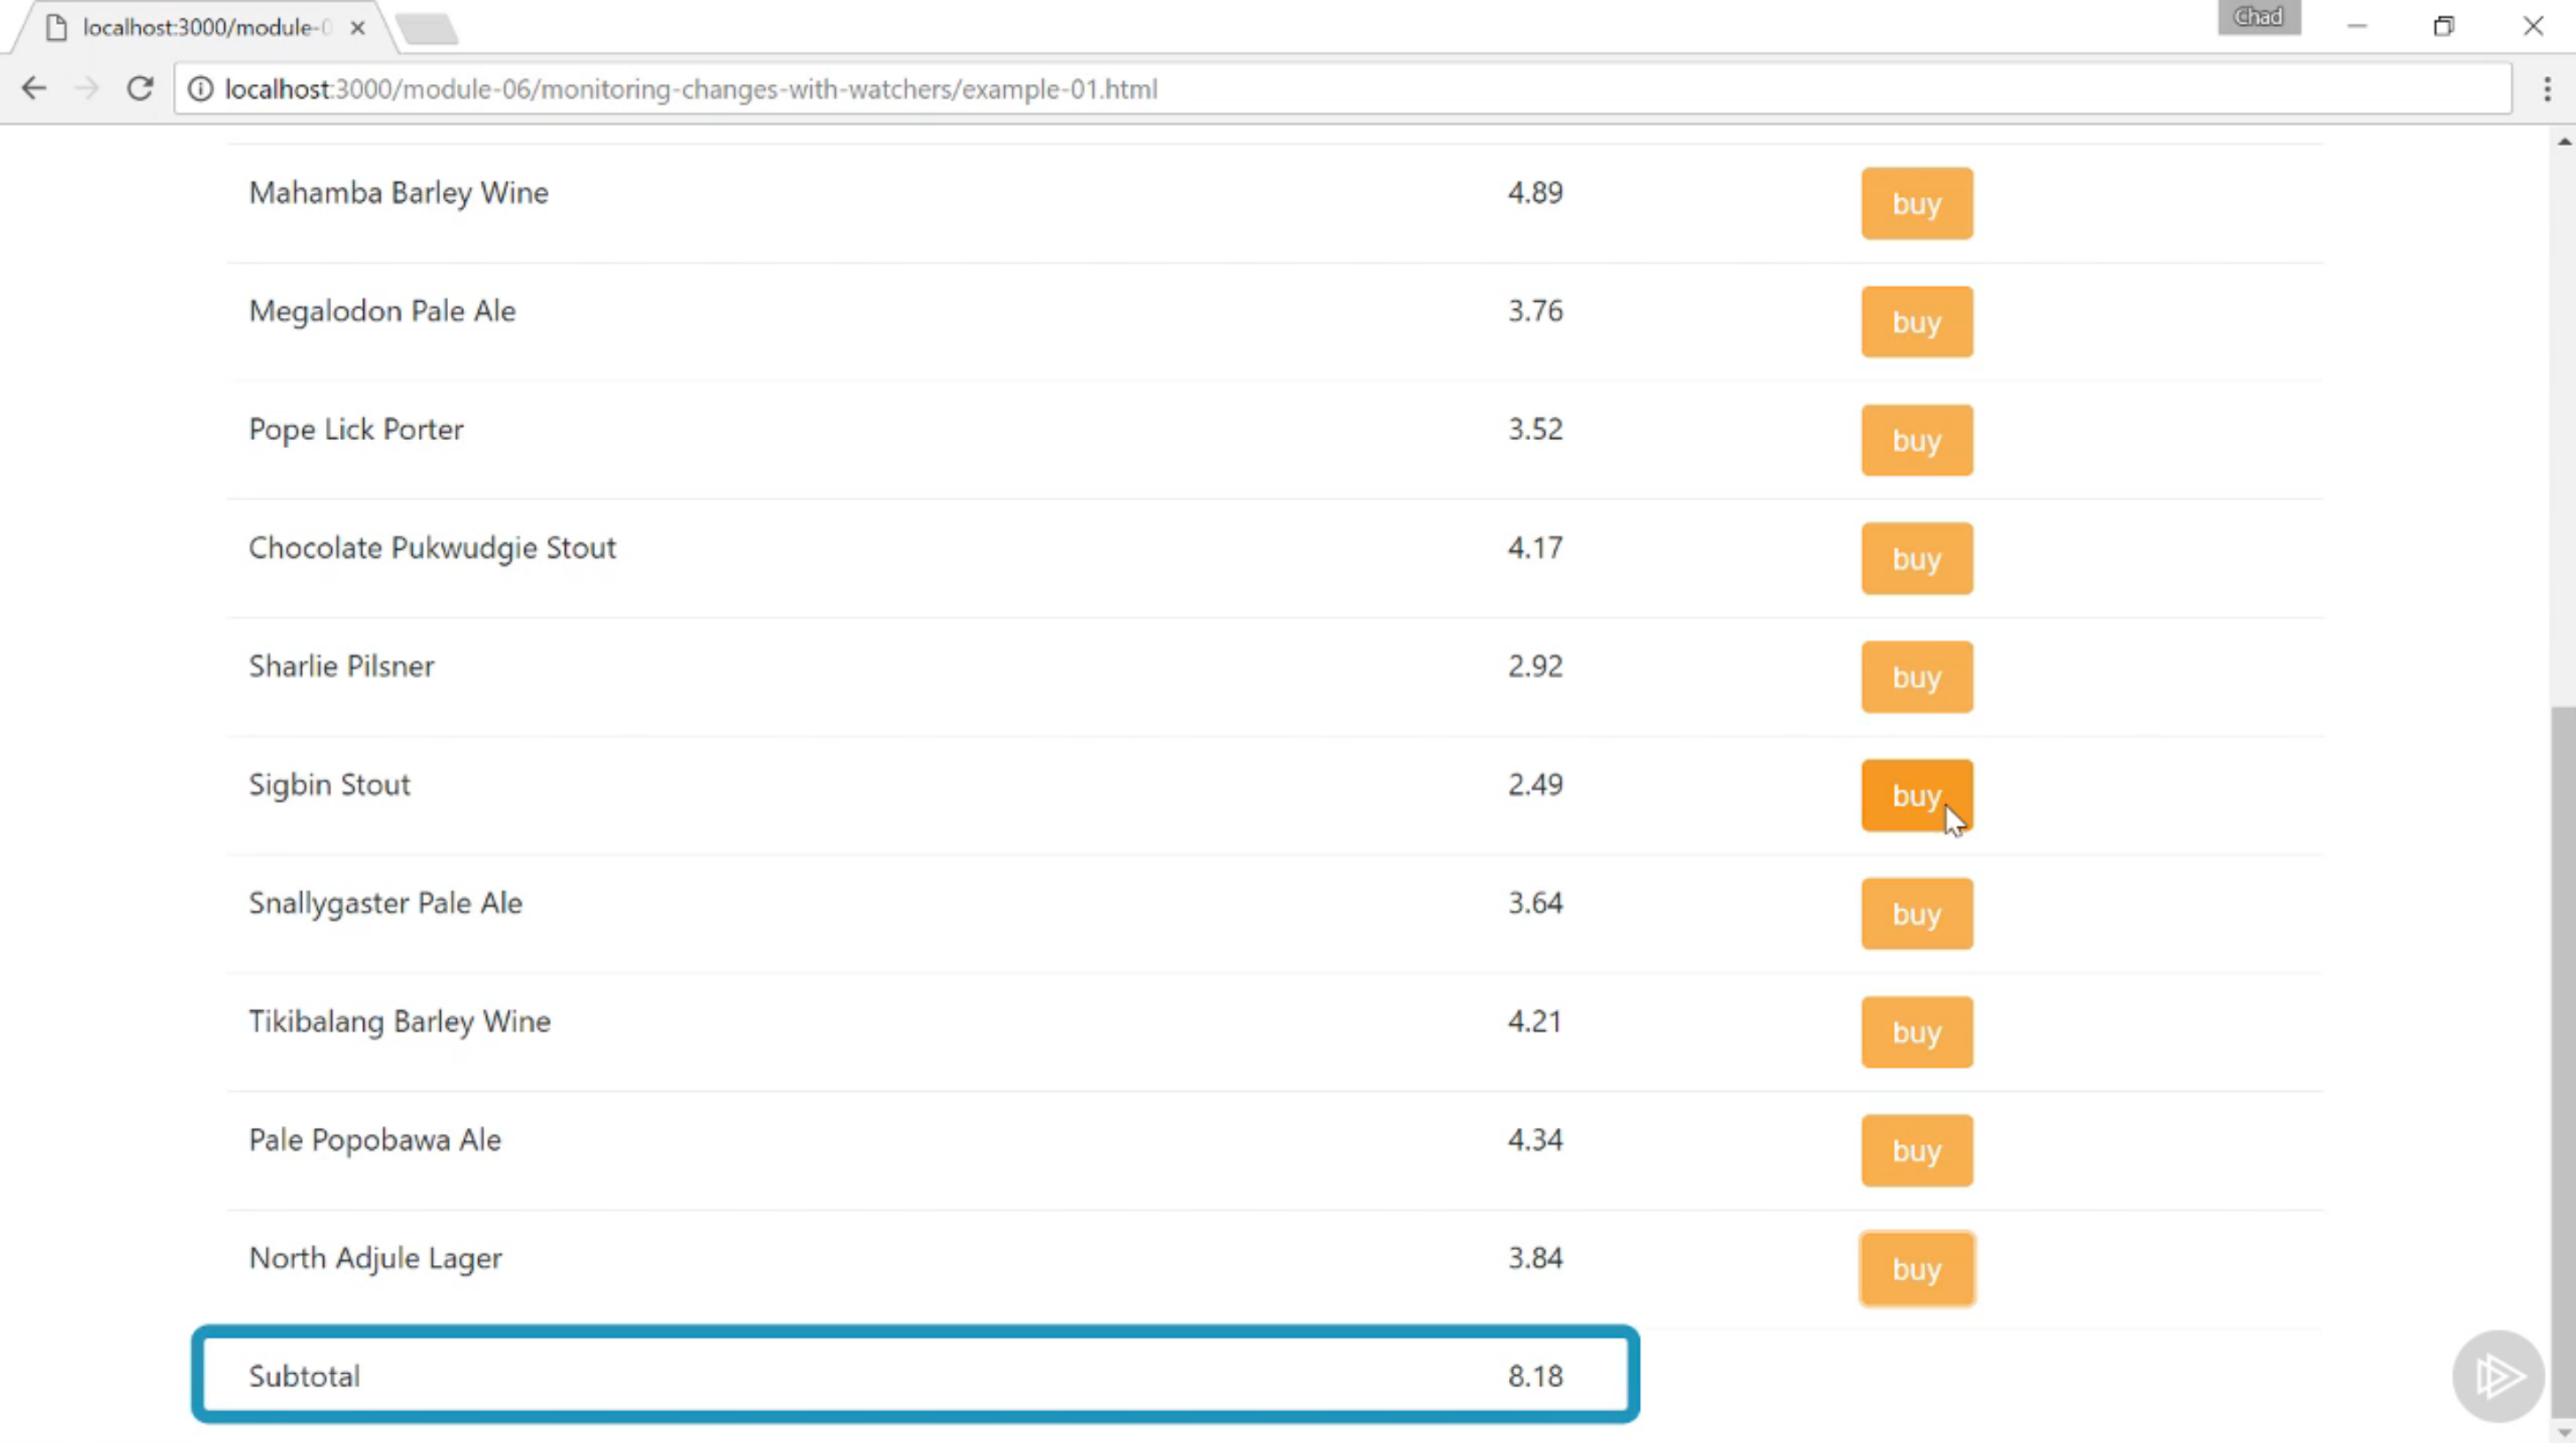 localhost:3000/module-0
Chad
localhost:3000/module-06/monitoring-changes-with-watchers/example-01.html
Mahamba Barley Wine 4.89 buy
Megalodon Pale Ale 3.76 buy
Pope Lick Porter 3.52 buy
Chocolate Pukwudgie Stout 4.17 buy
Sharlie Pilsner 2.92 buy
Sigbin Stout 2.49 buy
Snallygaster Pale Ale 3.64 buy
Tikibalang Barley Wine 4.21 buy
Pale Popobawa Ale 4.34 buy
North Adjule Lager 3.84 buy
Subtotal 8.18